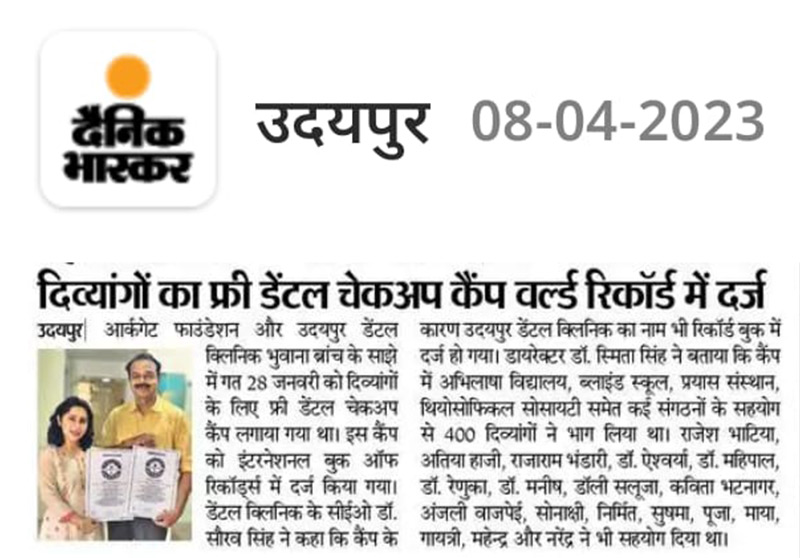 दैनिक
भास्कर
उदयपुर 08-04-2023
दिव्यांगों का फ्री डेंटल चेकअप कैंप वर्ल्ड रिकॉर्ड में दर्ज
उदयपुर| आर्कगेट फाउंडेशन और उदयपुर डेंटल
क्लिनिक भुवाना ब्रांच के साझे
में गत 28 जनवरी को दिव्यांगों
के लिए फ्री डेंटल चेकअप
कैंप लगाया गया था। इस कैंप
को इंटरनेशनल बुक ऑफ
रिकॉर्ड्स में दर्ज किया गया।
डेंटल क्लिनिक के सीईओ डॉ.
सौरव सिंह ने कहा कि कैंप के
कारण उदयपुर डेंटल क्लिनिक का नाम भी रिकॉर्ड बुक में
दर्ज हो गया। डायरेक्टर डॉ. स्मिता सिंह ने बताया कि कैंप
में अभिलाषा विद्यालय, ब्लाइंड स्कूल, प्रयास संस्थान,
थियोसोफिकल सोसायटी समेत कई संगठनों के सहयोग
से 400 दिव्यांगों ने भाग लिया था। राजेश भाटिया,
अतिया हाजी, राजाराम भंडारी, डॉ. ऐश्वर्या, डॉ. महिपाल,
डॉ. रेणुका, डॉ. मनीष, डॉली सलूजा, कविता भटनागर,
अंजली वाजपेई, सोनाक्षी, निर्मित, सुषमा, पूजा, माया,
गायत्री, महेन्द्र और नरेंद्र ने भी सहयोग दिया था।